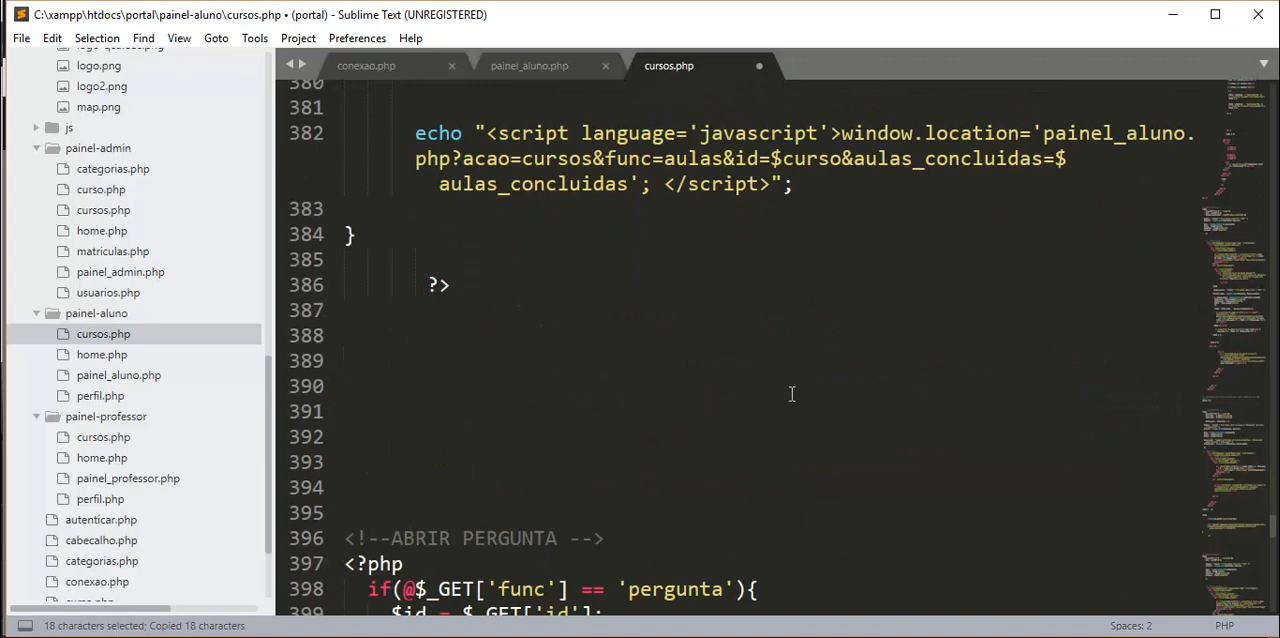 C:\xampp\htdocs\portal\painel-aluno\cursos.php • (portal) - Sublime Text (UNREGISTERED)
File Edit Selection Find View Goto Tools Project Preferences Help
logo.png
logo2.png
map.png
js
painel-admin
categorias.php
curso.php
cursos.php
home.php
matriculas.php
painel_admin.php
usuarios.php
painel-aluno
cursos.php
home.php
painel_aluno.php
perfil.php
painel-professor
cursos.php
home.php
painel_professor.php
perfil.php
autenticar.php
cabecalho.php
categorias.php
conexao.php
conexao.php painel_aluno.php cursos.php
380
381
382 echo "<script language='javascript'>window.location='painel_aluno.
php?acao=cursos&func=aulas&id=$curso&aulas_concluidas=$
aulas_concluidas'; </script>";
383
384 }
385
386 ?>
387
388
389
390
391
392
393
394
395
396 <!--ABRIR PERGUNTA -->
397 <?php
398 if(@$_GET['func'] == 'pergunta'){
399 $id = $_GET['id'];
18 characters selected; Copied 18 characters Spaces: 2 PHP